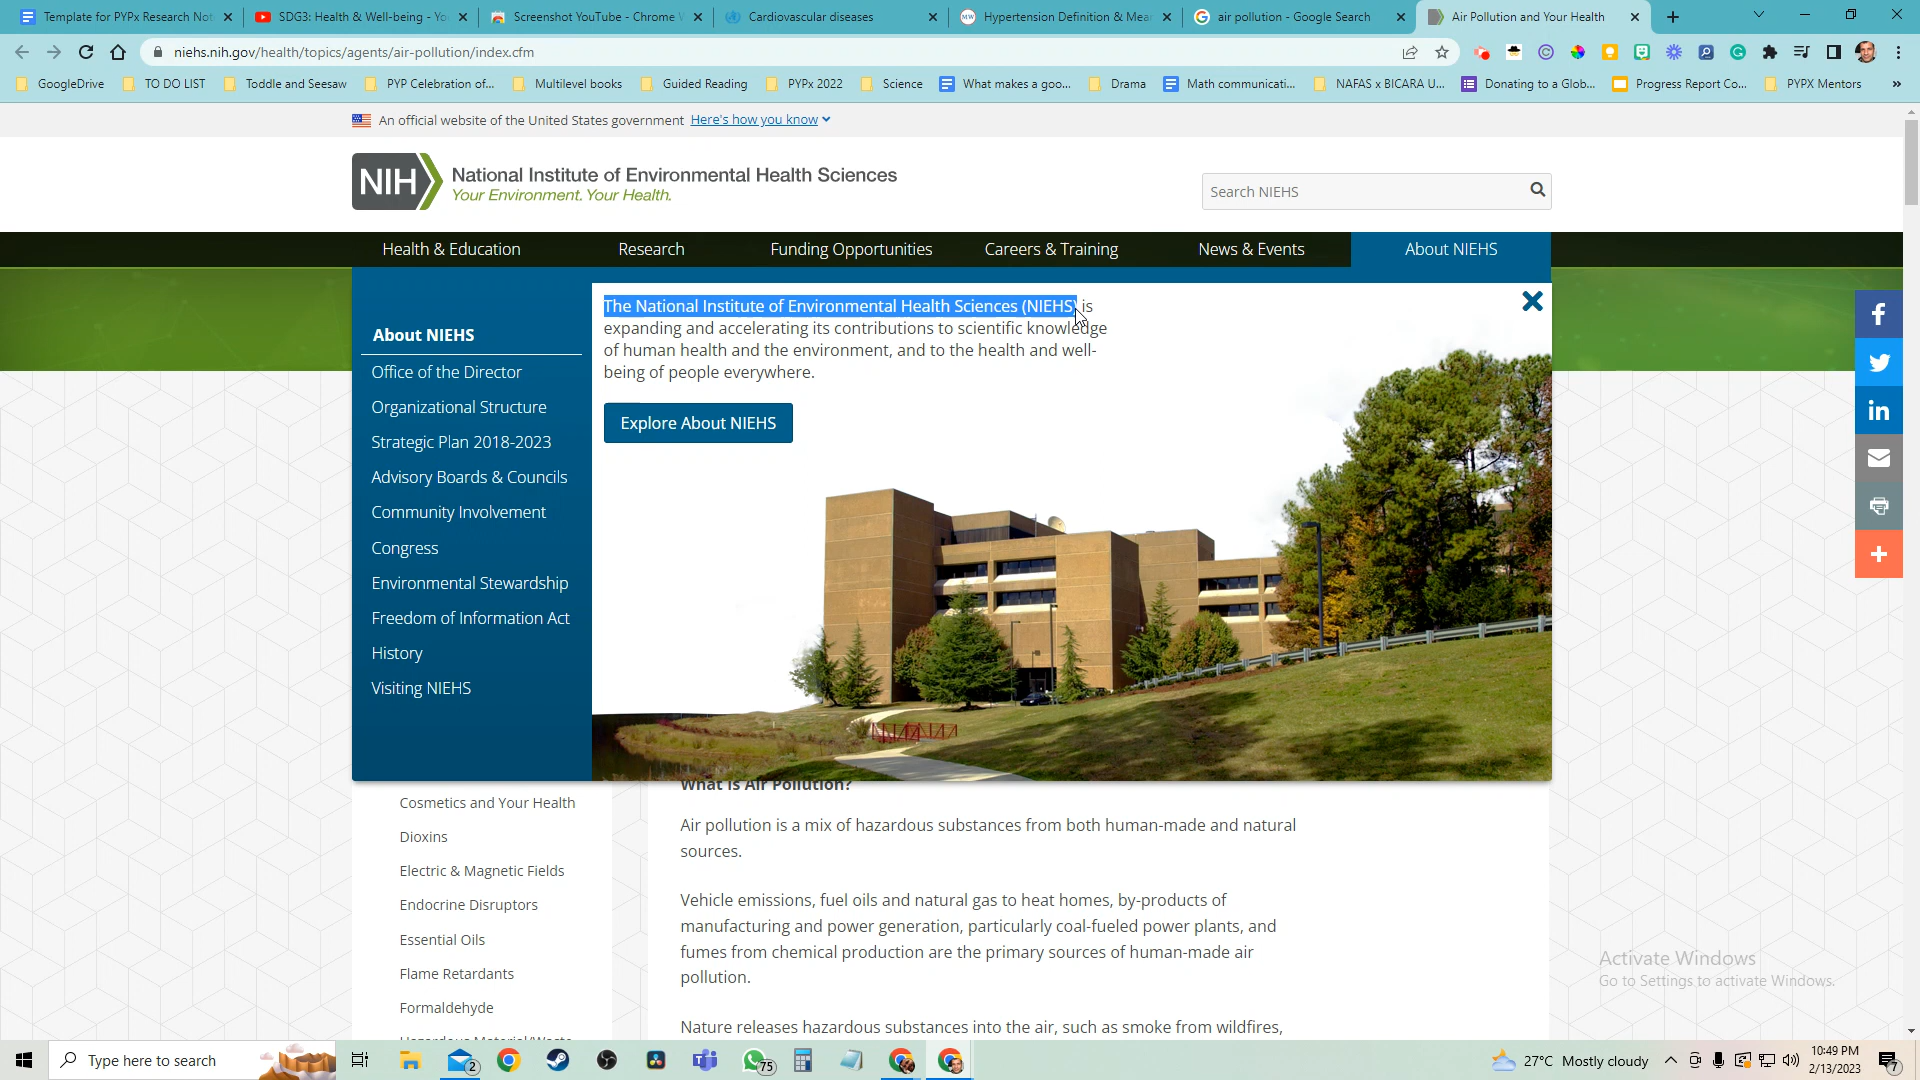 Template for PYPx Research Not
SDG3: Health & Well-being - Yo
Screenshot YouTube - Chrome
Cardiovascular diseases
MW Hypertension Definition & Mea
air pollution - Google Search
Air Pollution and Your Health
niehs.nih.gov/health/topics/agents/air-pollution/index.cfm
GoogleDrive
TO DO LIST
Toddle and Seesaw
PYP Celebration of...
Multilevel books
Guided Reading
PYPx 2022
Science
What makes a goo...
Drama
Math communicati...
NAFAS x BICARA U...
Donating to a Glob...
Progress Report Co...
PYPX Mentors
An official website of the United States government Here's how you know
NIH
National Institute of Environmental Health Sciences
Your Environment. Your Health.
Search NIEHS
Health & Education
Research
Funding Opportunities
Careers & Training
News & Events
About NIEHS
About NIEHS
Office of the Director
Organizational Structure
Strategic Plan 2018-2023
Advisory Boards & Councils
Community Involvement
Congress
Environmental Stewardship
Freedom of Information Act
History
Visiting NIEHS
The National Institute of Environmental Health Sciences (NIEHS) is
expanding and accelerating its contributions to scientific knowledge
of human health and the environment, and to the health and well-
being of people everywhere.
Explore About NIEHS
Cosmetics and Your Health
Dioxins
Electric & Magnetic Fields
Endocrine Disruptors
Essential Oils
Flame Retardants
Formaldehyde
What is Air Pollution?
Air pollution is a mix of hazardous substances from both human-made and natural
sources.
Vehicle emissions, fuel oils and natural gas to heat homes, by-products of
manufacturing and power generation, particularly coal-fueled power plants, and
fumes from chemical production are the primary sources of human-made air
pollution.
Nature releases hazardous substances into the air, such as smoke from wildfires,
Activate Windows
Go to Settings to activate Windows.
Type here to search
2
75
27°C Mostly cloudy
10:49 PM
2/13/2023
7